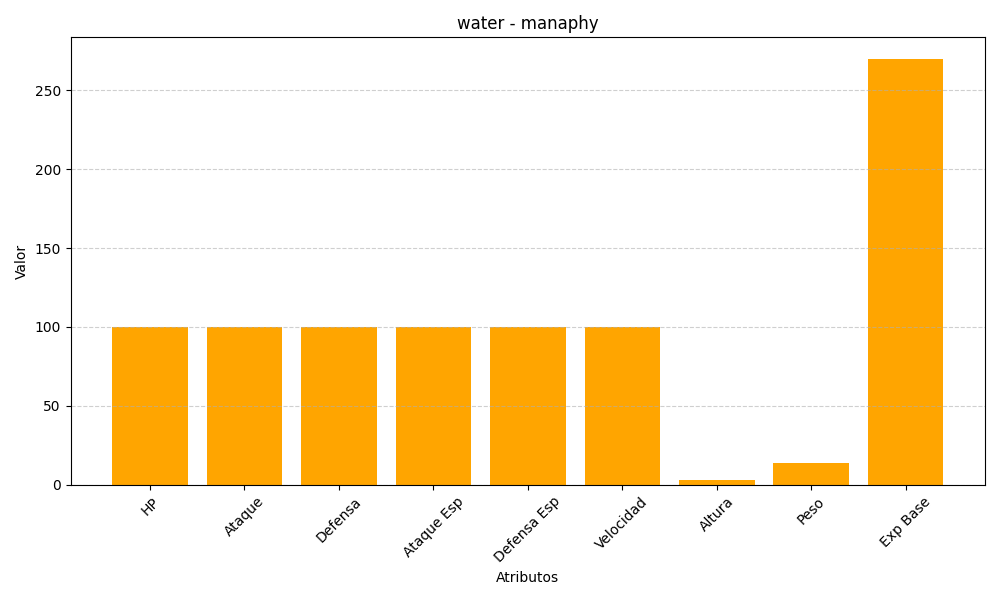 water - manaphy
Valor
250
200
150
100
50
0
HP
Ataque
Defensa
Ataque Esp
Defensa Esp
Velocidad
Altura
Peso
Exp Base
Atributos